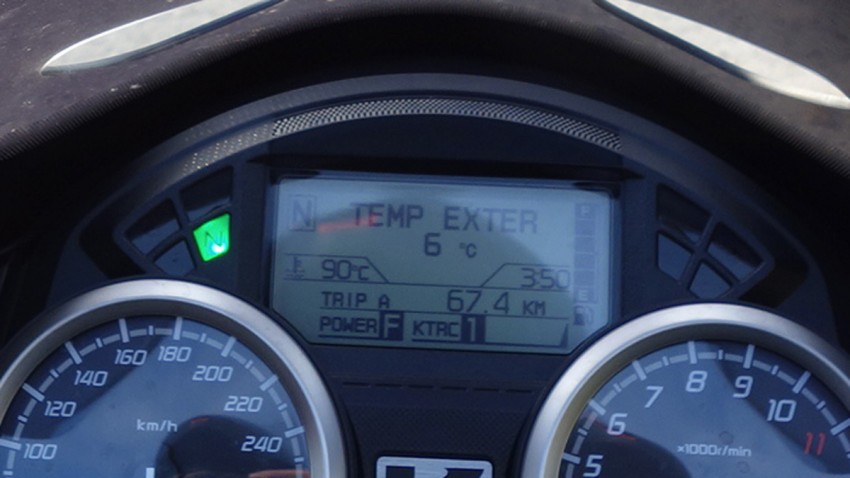 N TEMP EXTER F
N
6 °C
90°C 3:50
E
TRIP A 67.4 KM
POWER F KTRC 1
100
120
140
160
180
200
220
240
km/h
5
6
7
8
9
10
11
×1000r/min